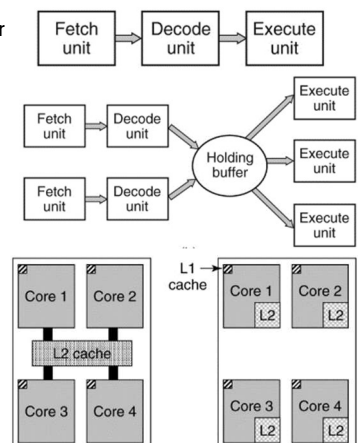 r
Fetch unit
Decode unit
Execute unit
Execute unit
Fetch unit
Decode unit
Holding buffer
Execute unit
Fetch unit
Decode unit
Execute unit
L1 cache
Core 1
Core 2
L2 cache
Core 3
Core 4
Core 1
L2
Core 2
L2
Core 3
L2
Core 4
L2